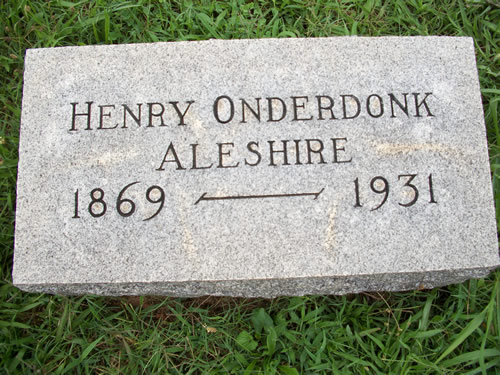 HENRY ONDERDONK
ALESHIRE
1869 — 1931